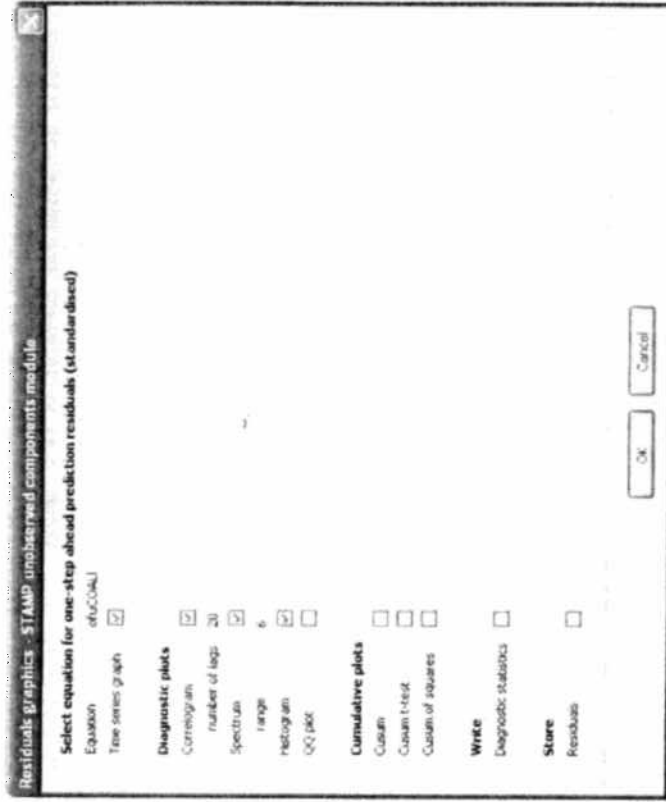 Residuals graphics - STAMP unobserved components module
Select equation for one-step ahead prediction residuals (standardised)
Equation ofuCOALl
Time series graph
Diagnostic plots
Correlogram
number of lags 20
Spectrum
range 6
Histogram
QQ plot
Cumulative plots
Cusum
Cusum t-test
Cusum of squares
Write
Diagnostic statistics
Store
Residuals
OK Cancel